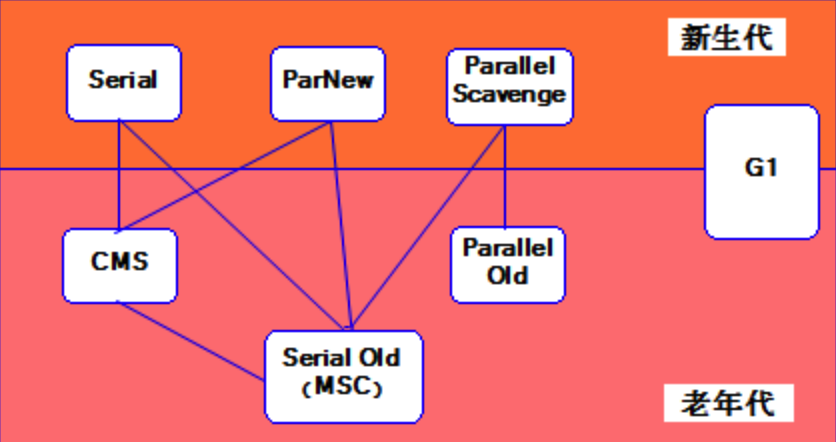 新生代
Serial
ParNew
Parallel
Scavenge
G1
CMS
Parallel
Old
Serial Old
(MSC)
老年代